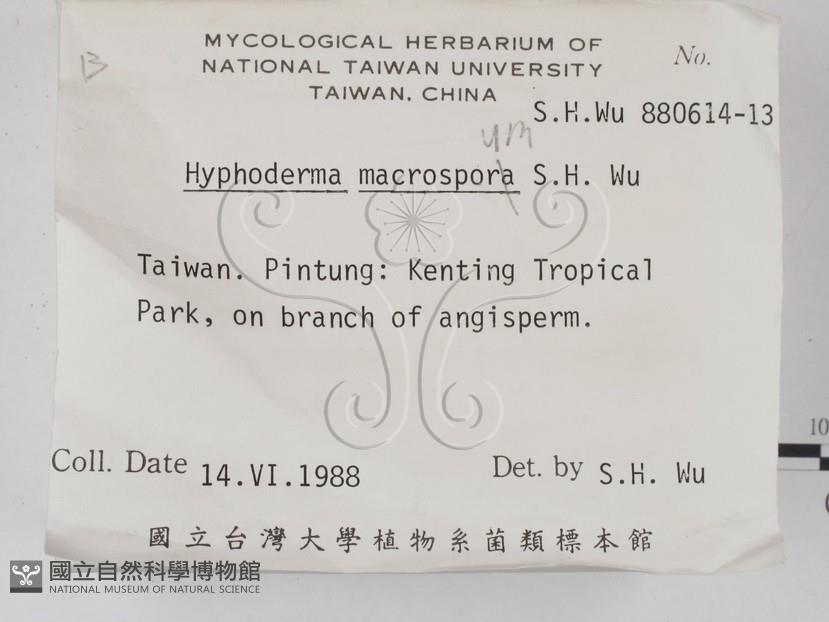 B
MYCOLOGICAL HERBARIUM OF
NATIONAL TAIWAN UNIVERSITY
TAIWAN, CHINA
No.
S.H.Wu 880614-13
um
Hyphoderma macrospora S.H. Wu
Taiwan. Pintung: Kenting Tropical
Park, on branch of angisperm.
Coll. Date 14.VI.1988
Det. by S.H. Wu
國立台灣大學植物系菌類標本館
國立自然科學博物館
NATIONAL MUSEUM OF NATURAL SCIENCE
10